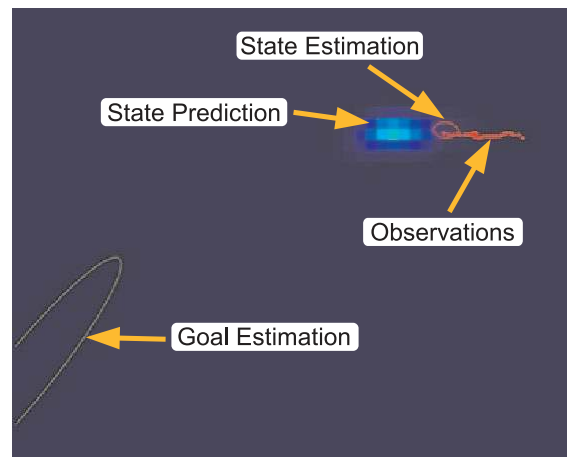 State Estimation
State Prediction
Observations
Goal Estimation